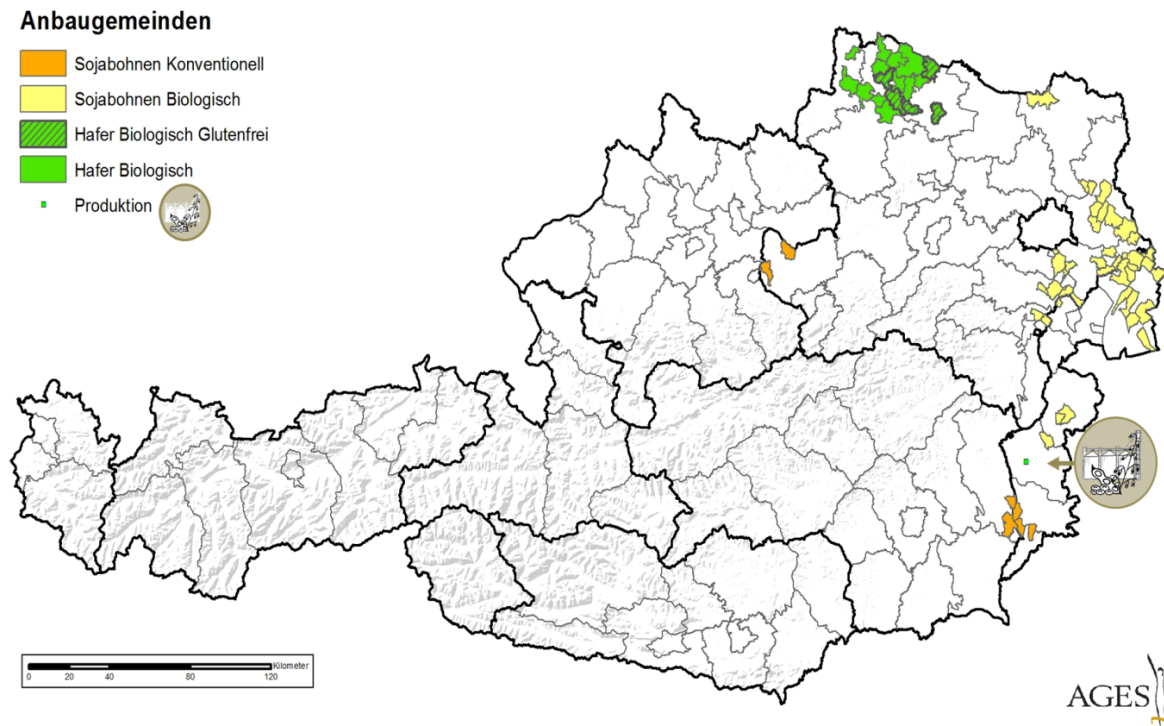 Anbaugemeinden
Sojabohnen Konventionell
Sojabohnen Biologisch
Hafer Biologisch Glutenfrei
Hafer Biologisch
Produktion
Kilometer
0 20 40 80 120
AGES